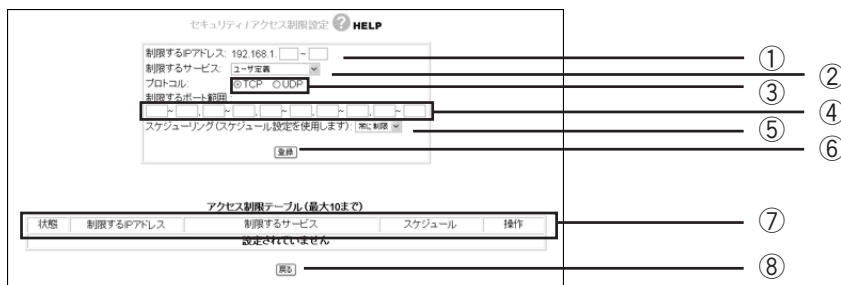 セキュリティ / アクセス制限設定 ? HELP
制限するIPアドレス: 192.168.1. ~
制限するサービス: ユーザ定義
プロトコル: ◎TCP ○UDP
制限するポート範囲:
~ , ~ , ~ , ~ , ~
スケジューリング(スケジュール設定を使用します): 常に制限
登録
アクセス制限テーブル(最大10まで)
状態 制限するIPアドレス 制限するサービス スケジュール 操作
設定されていません
戻る
①
②
③
④
⑤
⑥
⑦
⑧